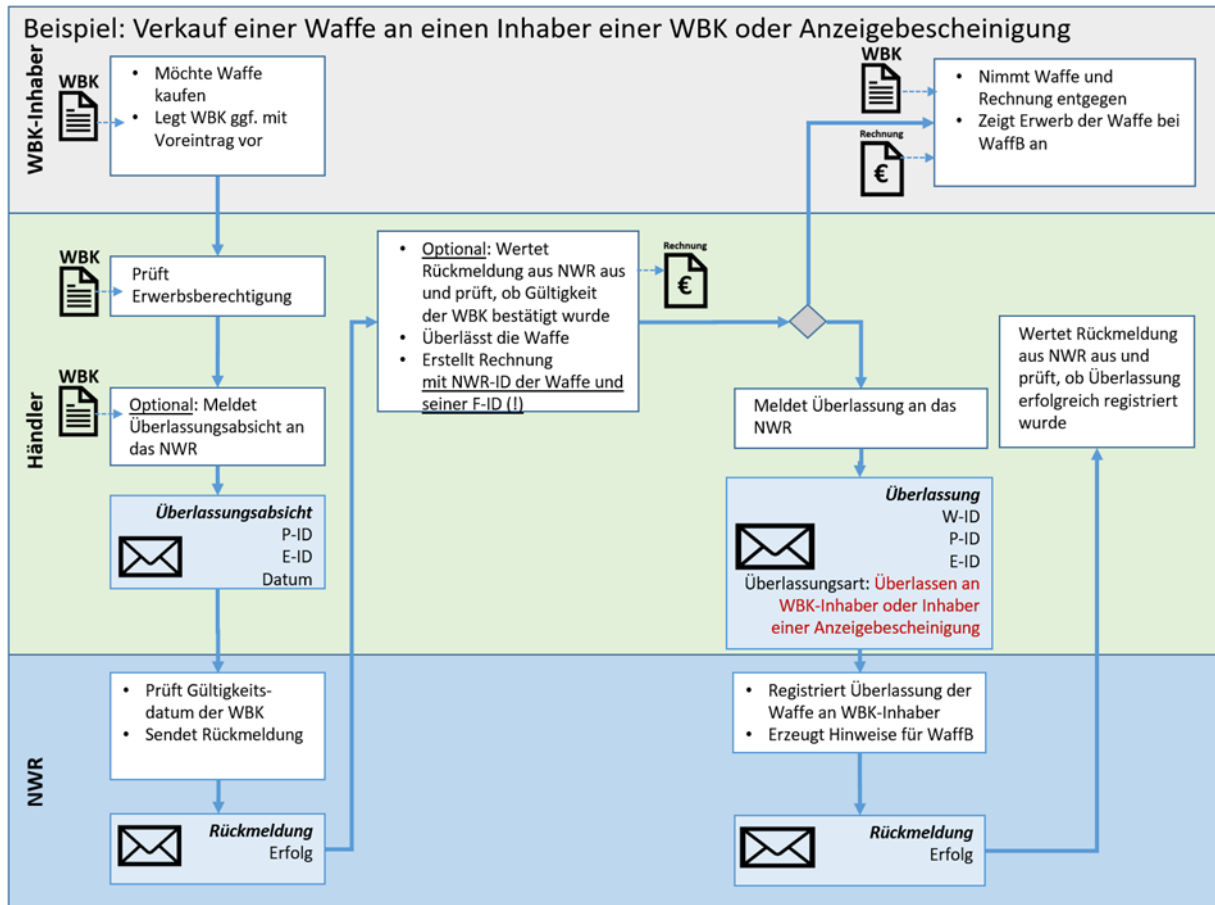 Beispiel: Verkauf einer Waffe an einen Inhaber einer WBK oder Anzeigebescheinigung
WBK-Inhaber
WBK
• Möchte Waffe
kaufen
• Legt WBK ggf. mit
Voreintrag vor
WBK
Rechnung
€
• Nimmt Waffe und
Rechnung entgegen
• Zeigt Erwerb der Waffe bei
WaffB an
Händler
WBK
Prüft
Erwerbsberechtigung
WBK
Optional: Meldet
Überlassungsabsicht an
das NWR
Überlassungsabsicht
P-ID
E-ID
Datum
• Optional: Wertet
Rückmeldung aus NWR aus
und prüft, ob Gültigkeit
der WBK bestätigt wurde
• Überlässt die Waffe
• Erstellt Rechnung
mit NWR-ID der Waffe und
seiner F-ID (!)
Rechnung
€
Meldet Überlassung an das
NWR
Überlassung
W-ID
P-ID
E-ID
Überlassungsart: Überlassen an
WBK-Inhaber oder Inhaber
einer Anzeigebescheinigung
Wertet Rückmeldung
aus NWR aus und
prüft, ob Überlassung
erfolgreich registriert
wurde
NWR
• Prüft Gültigkeits-
datum der WBK
• Sendet Rückmeldung
Rückmeldung
Erfolg
• Registriert Überlassung der
Waffe an WBK-Inhaber
• Erzeugt Hinweise für WaffB
Rückmeldung
Erfolg